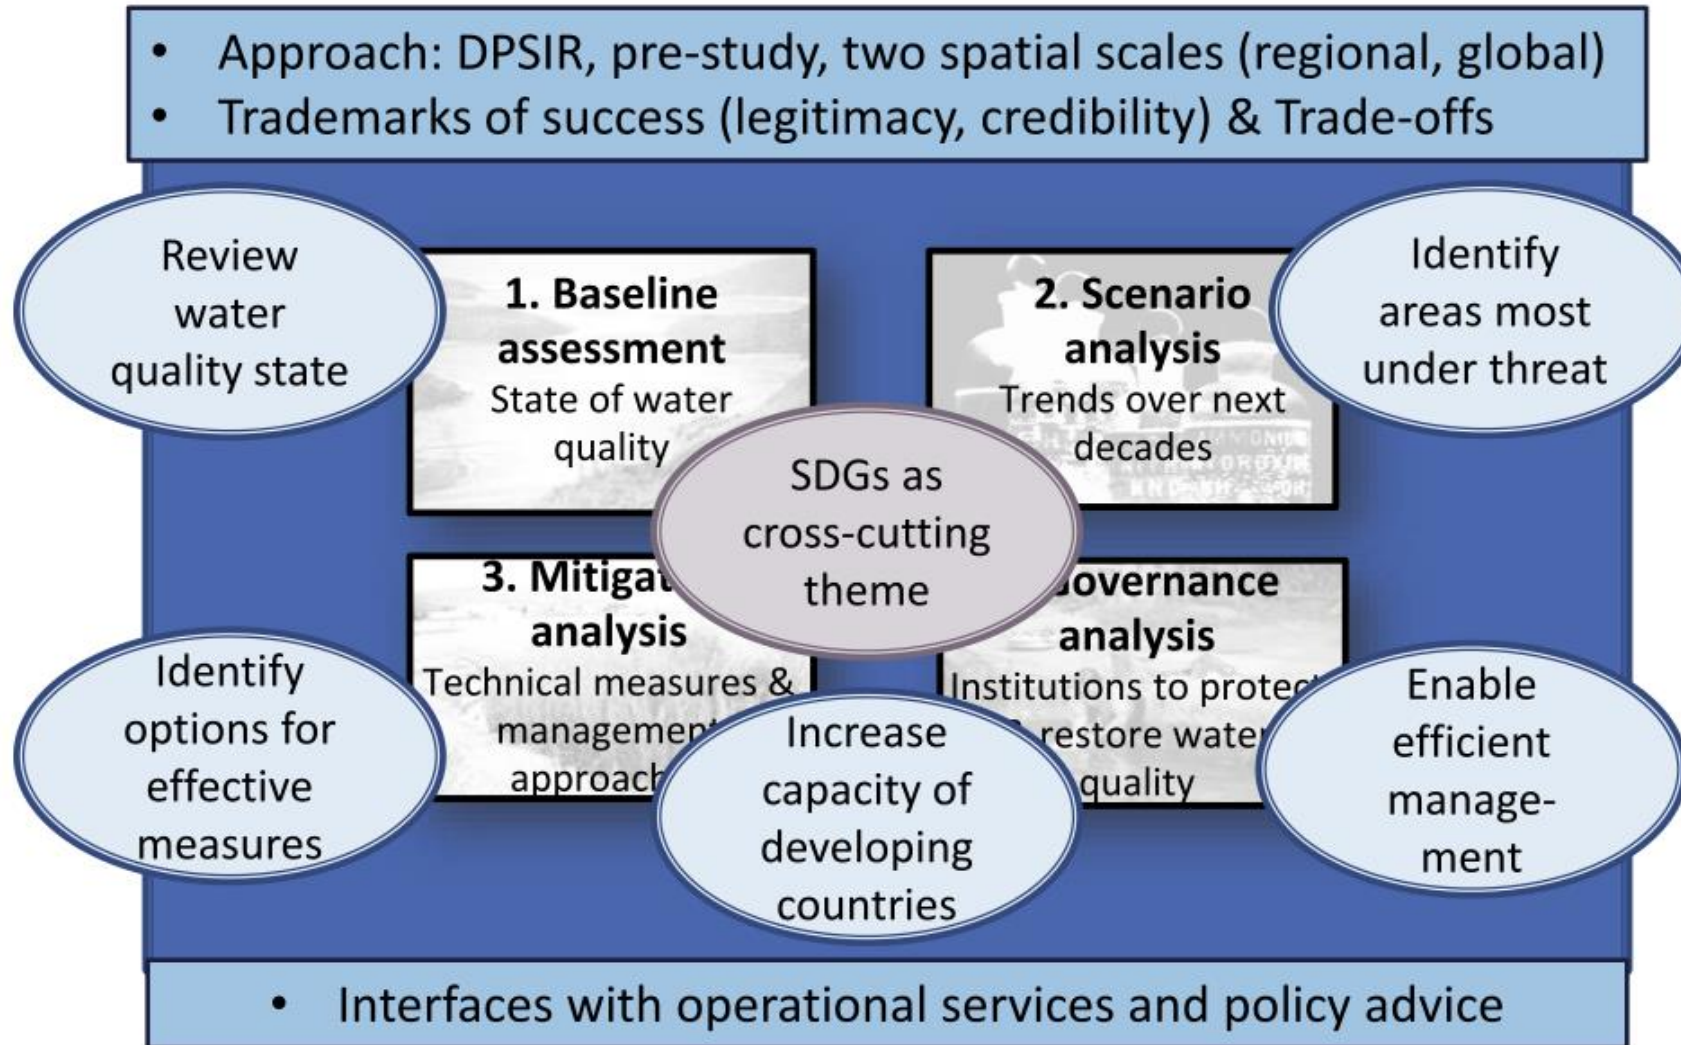 • Approach: DPSIR, pre-study, two spatial scales (regional, global)
• Trademarks of success (legitimacy, credibility) & Trade-offs
Review
water
quality state
1. Baseline
assessment
State of water
quality
2. Scenario
analysis
Trends over next
decades
Identify
areas most
under threat
SDGs as
cross-cutting
theme
3. Mitigat
analysis
Technical measures &
management
approach
overnance
analysis
Institutions to protect
restore water
quality
Identify
options for
effective
measures
Increase
capacity of
developing
countries
Enable
efficient
manage-
ment
• Interfaces with operational services and policy advice